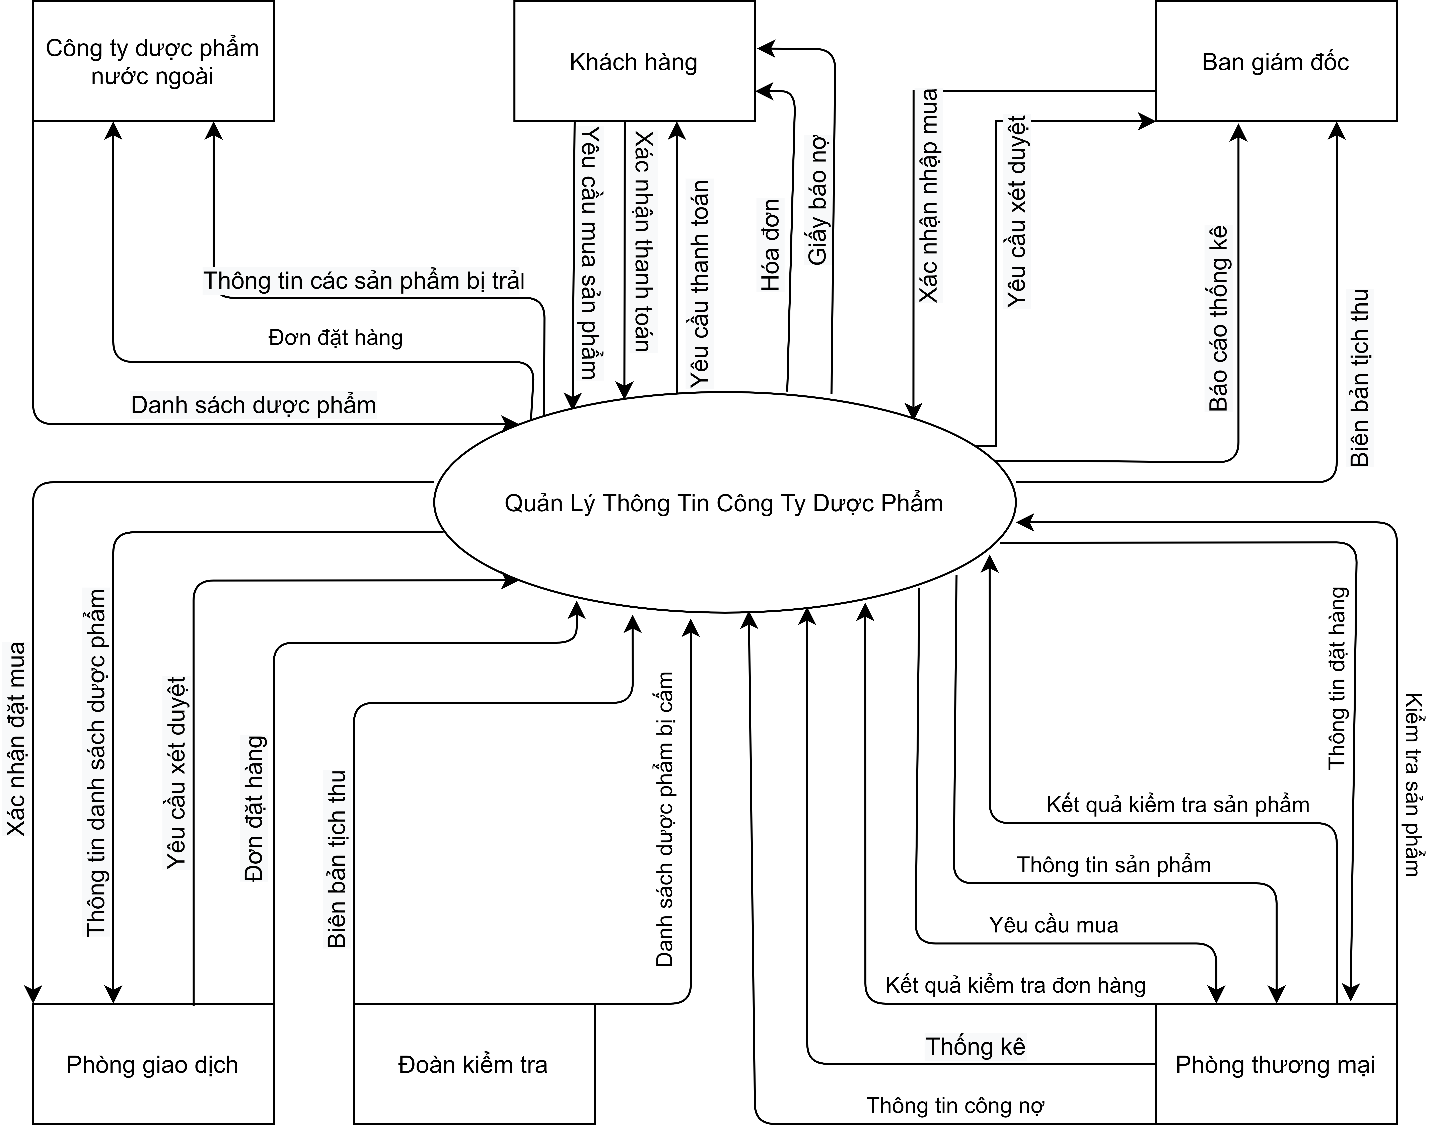 Công ty dược phẩm
nước ngoài
Khách hàng
Ban giám đốc
Yêu cầu mua sản phẩm
Xác nhận thanh toán
Yêu cầu thanh toán
Hóa đơn
Giấy báo nợ
Xác nhận nhập mua
Yêu cầu xét duyệt
Báo cáo thống kê
Biên bản tịch thu
Thông tin các sản phẩm bị trảl
Đơn đặt hàng
Danh sách dược phẩm
Quản Lý Thông Tin Công Ty Dược Phẩm
Xác nhận đặt mua
Thông tin danh sách dược phẩm
Yêu cầu xét duyệt
Đơn đặt hàng
Biên bản tịch thu
Danh sách dược phẩm bị cấm
Thông tin đặt hàng
Kiểm tra sản phẩm
Kết quả kiểm tra sản phẩm
Thông tin sản phẩm
Yêu cầu mua
Kết quả kiểm tra đơn hàng
Thống kê
Thông tin công nợ
Phòng giao dịch
Đoàn kiểm tra
Phòng thương mại